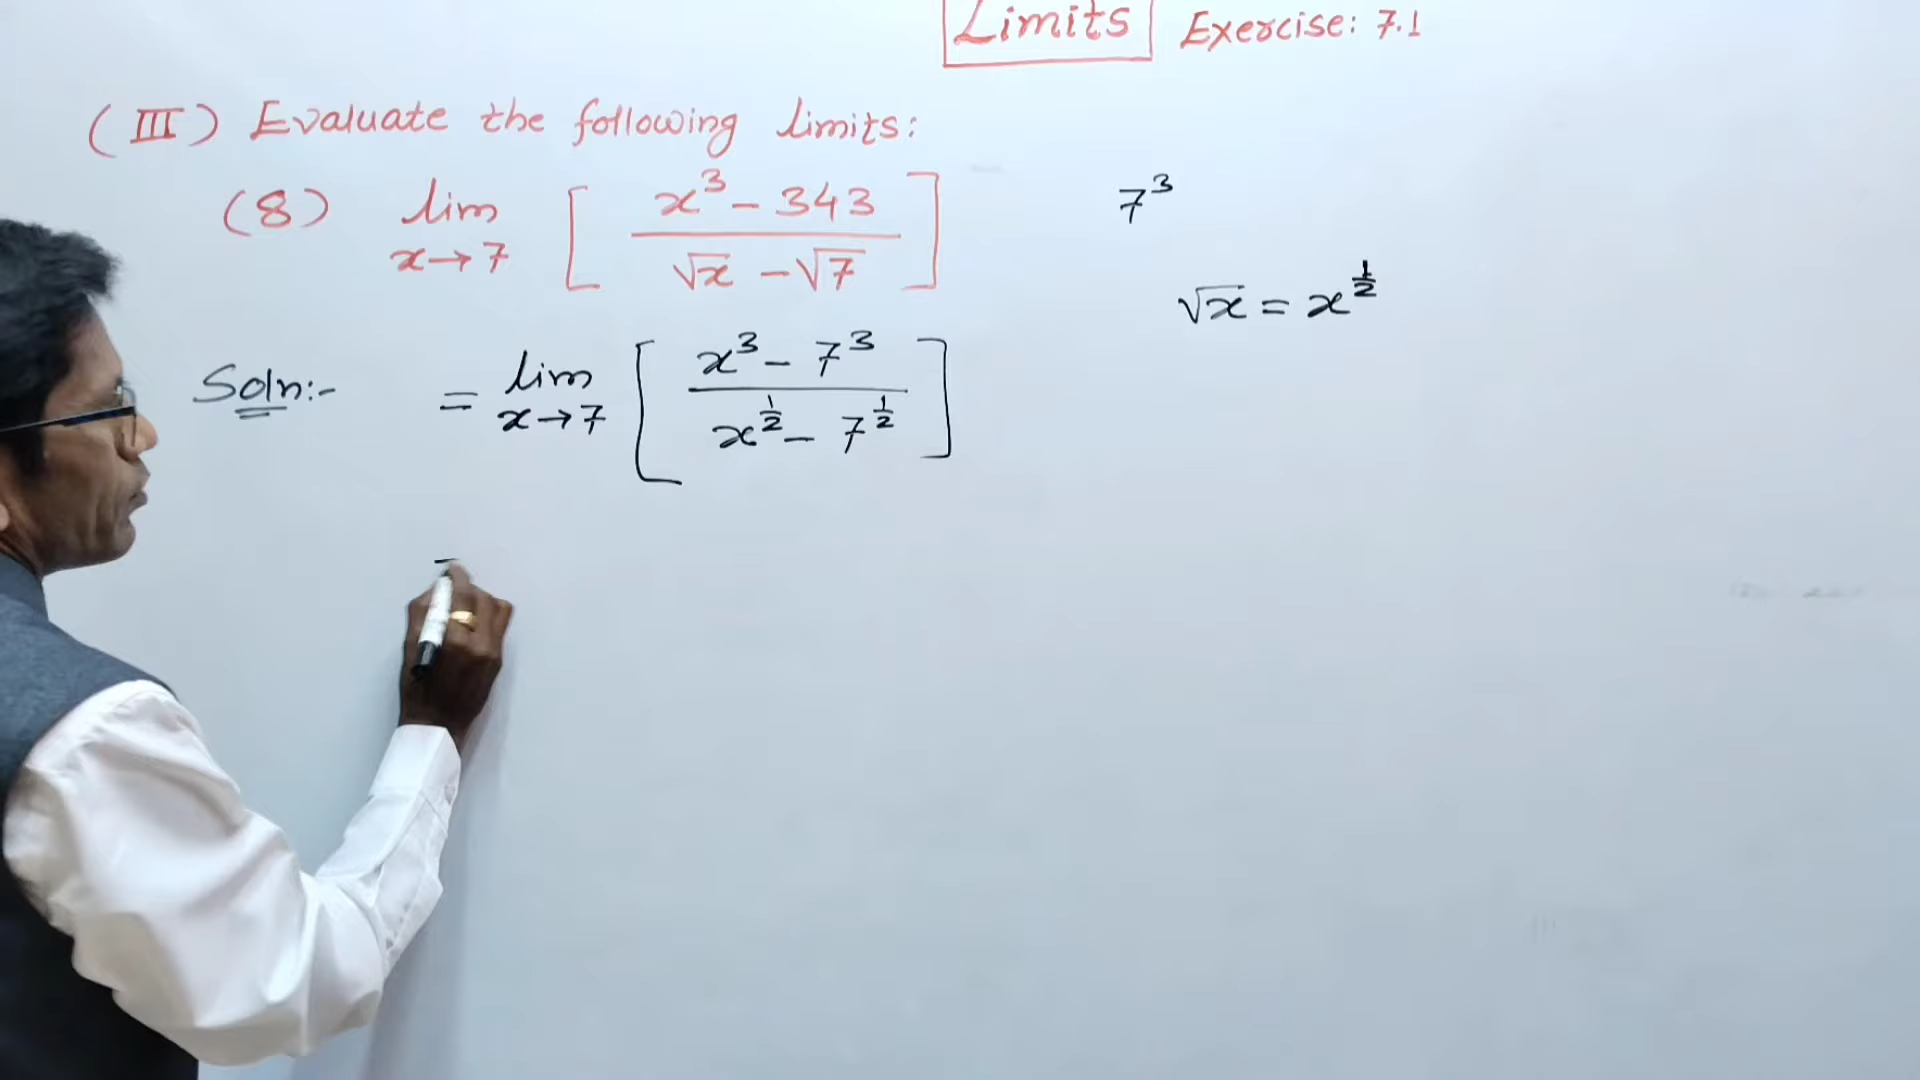 Limits Exercise: 7.1
(III) Evaluate the following limits:
(8) lim x→7 [ (x³ - 343) / (√x - √7) ]
7³
√x = x^(1/2)
Soln:- = lim x→7 [ (x³ - 7³) / (x^(1/2) - 7^(1/2)) ]